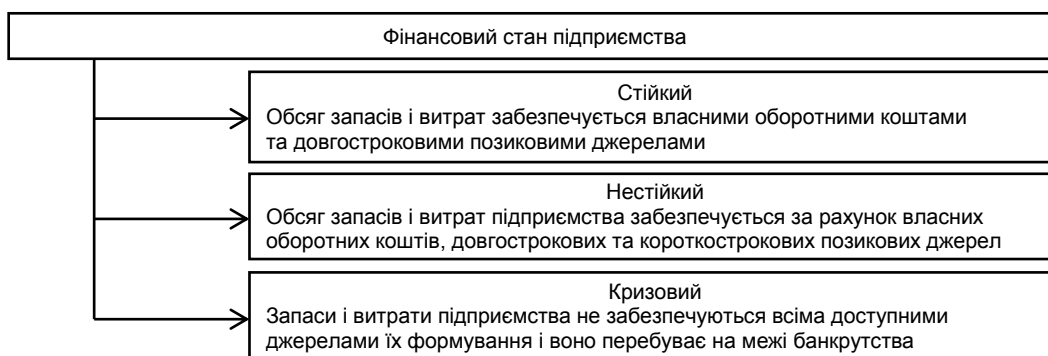 Фінансовий стан підприємства
Стійкий
Обсяг запасів і витрат забезпечується власними оборотними коштами
та довгостроковими позиковими джерелами
Нестійкий
Обсяг запасів і витрат підприємства забезпечується за рахунок власних
оборотних коштів, довгострокових та короткострокових позикових джерел
Кризовий
Запаси і витрати підприємства не забезпечуються всіма доступними
джерелами їх формування і воно перебуває на межі банкрутства